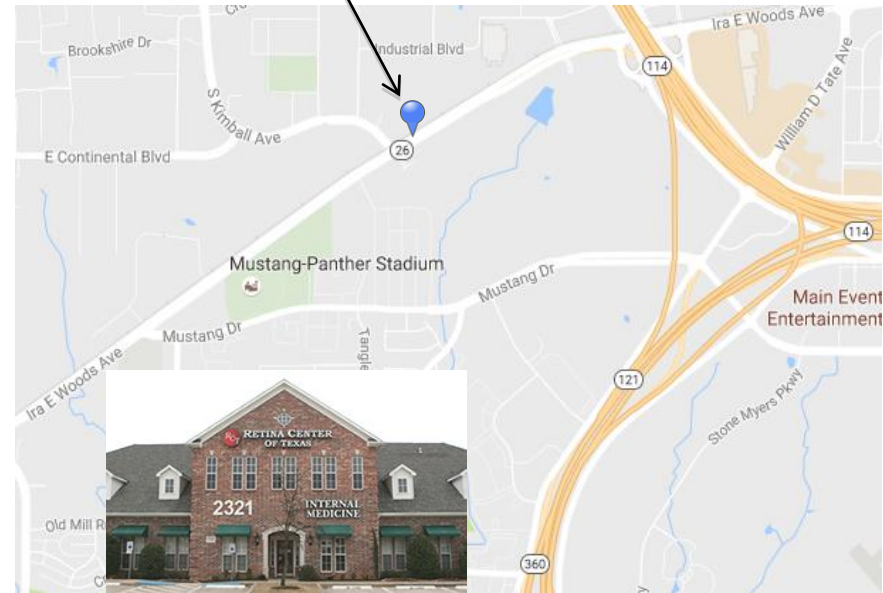 Ira E Woods Ave
Brookshire Dr
Industrial Blvd
114
William D Tate Ave
S Kimball Ave
26
E Continental Blvd
114
Mustang-Panther Stadium
Mustang Dr
Main Event
Entertainment
Mustang Dr
Ira E Woods Ave
121
Stone Myers Pkwy
RETINA CENTER
OF TEXAS
2321
INTERNAL
MEDICINE
Old Mill
360